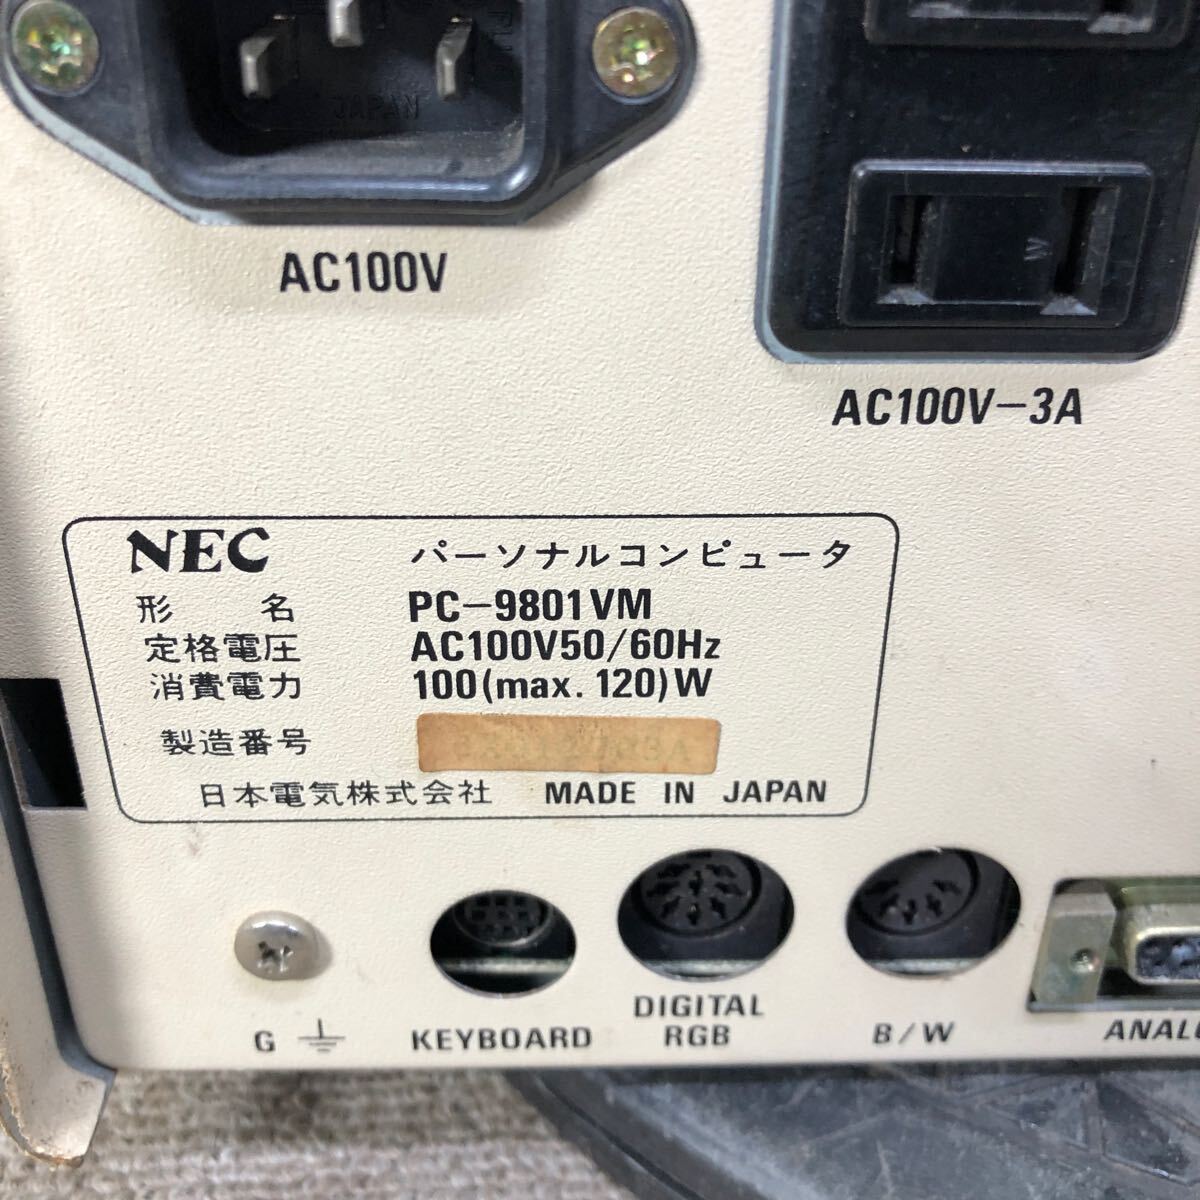 JAPAN
AC100V
AC100V-3A
NEC パーソナルコンピュータ
形名 PC-9801VM
定格電圧 AC100V50/60Hz
消費電力 100(max. 120)W
製造番号
日本電気株式会社 MADE IN JAPAN
G KEYBOARD DIGITAL RGB B/W